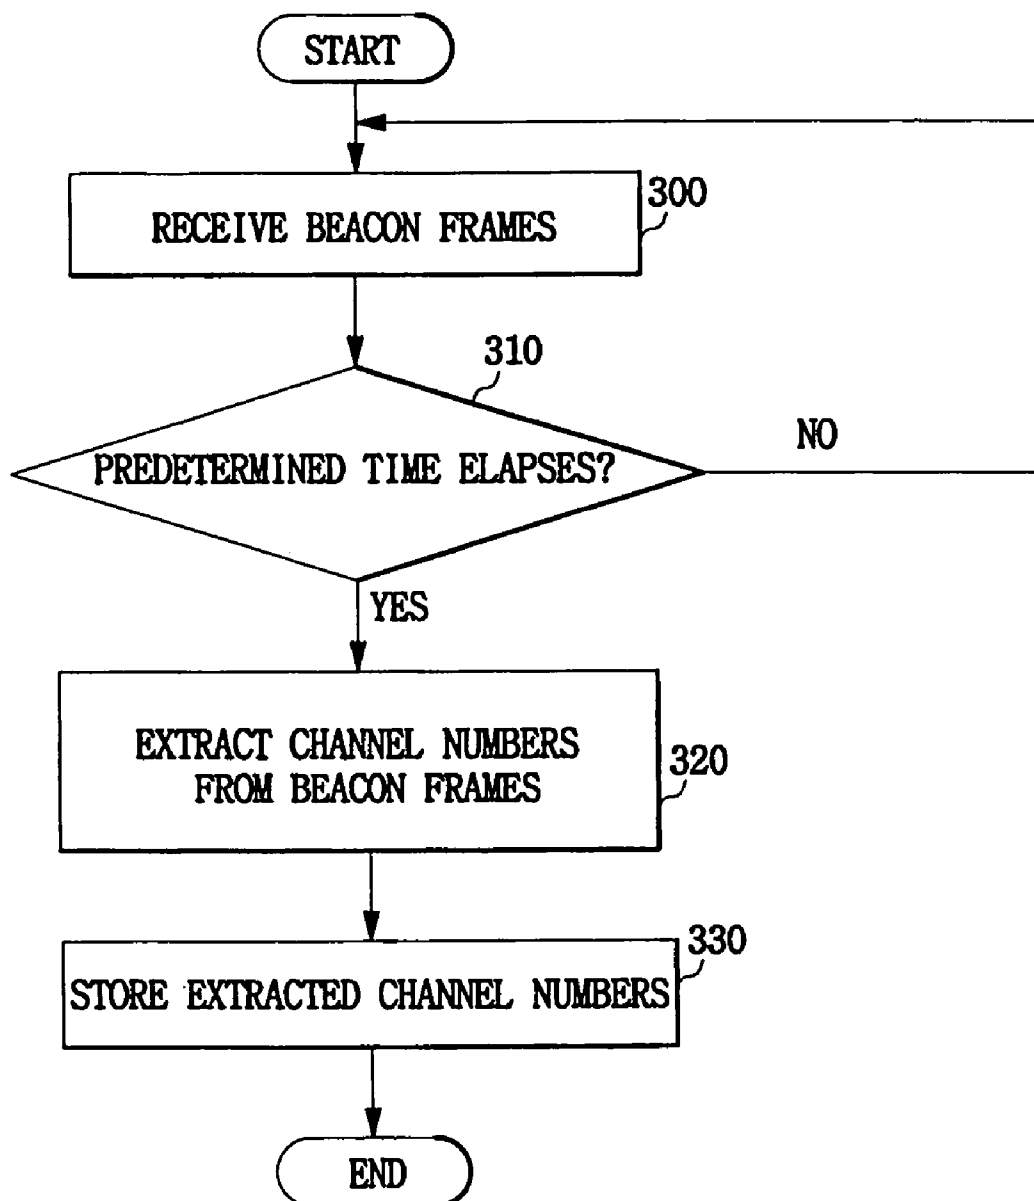 START
300
RECEIVE BEACON FRAMES
310
PREDETERMINED TIME ELAPSES?
NO
YES
EXTRACT CHANNEL NUMBERS
FROM BEACON FRAMES
320
330
STORE EXTRACTED CHANNEL NUMBERS
END